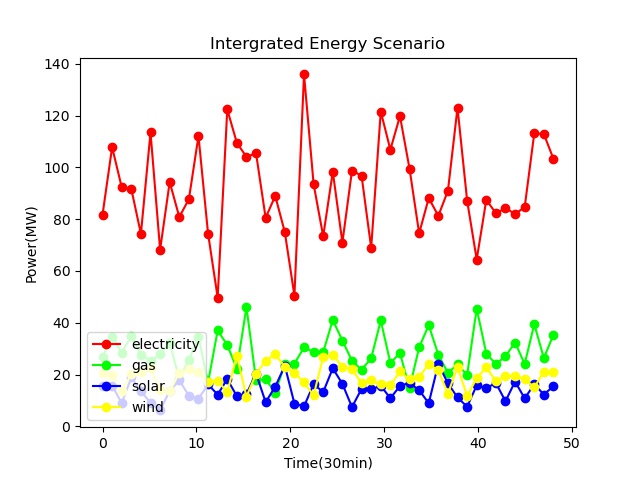 Intergrated Energy Scenario
140
120
100
80
60
40
20
0
Power(MW)
electricity
gas
solar
wind
0 10 20 30 40 50
Time(30min)